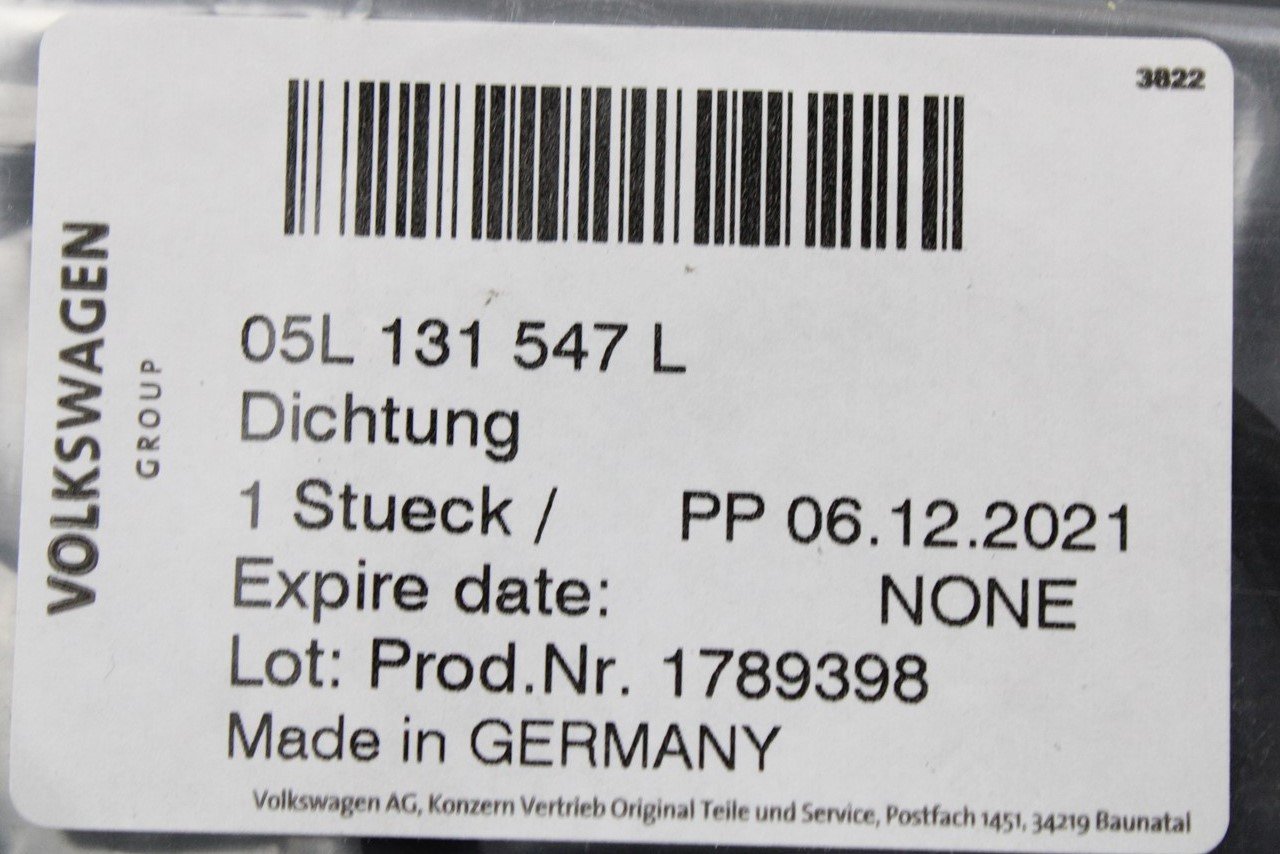 3822
VOLKSWAGEN
GROUP
05L 131 547 L
Dichtung
1 Stueck / PP 06.12.2021
Expire date: NONE
Lot: Prod.Nr. 1789398
Made in GERMANY
Volkswagen AG, Konzern Vertrieb Original Teile und Service, Postfach 1451, 34219 Baunatal